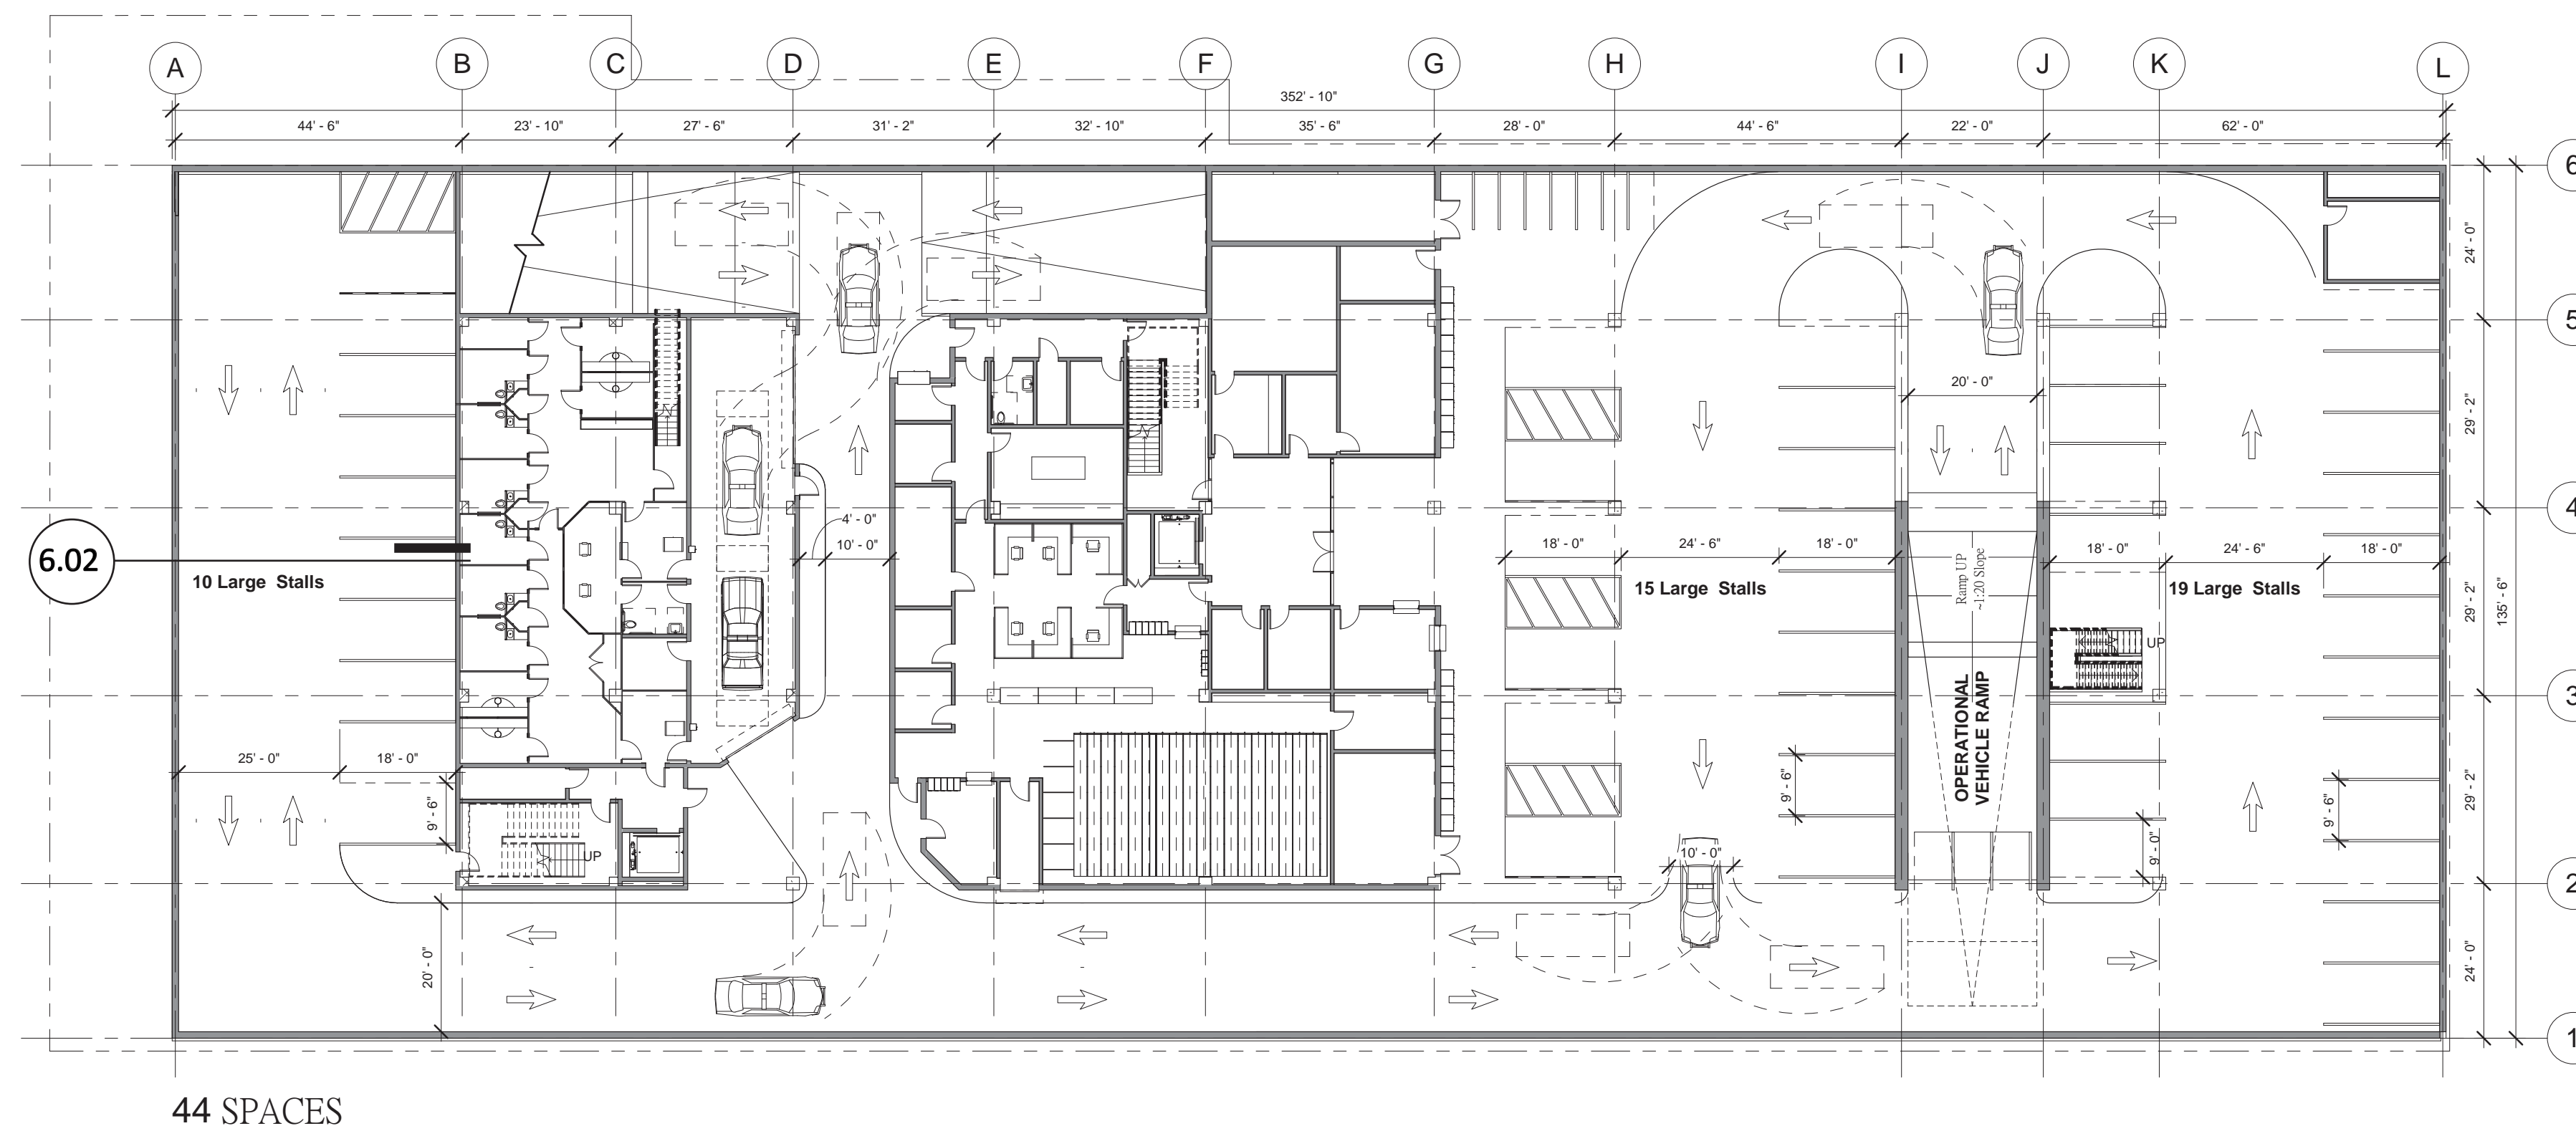 A B C D E F G H I J K L
352' - 10"
44' - 6" 23' - 10" 27' - 6" 31' - 2" 32' - 10" 35' - 6" 28' - 0" 44' - 6" 22' - 0" 62' - 0"
6
24' - 0"
5
20' - 0"
29' - 2"
4
4' - 0"
10' - 0"
18' - 0" 24' - 6" 18' - 0"
18' - 0" 24' - 6" 18' - 0"
6.02
10 Large Stalls
15 Large Stalls
Ramp UP
~1:20 Slope
19 Large Stalls
29' - 2"
135' - 6"
UP
3
OPERATIONAL
VEHICLE RAMP
25' - 0" 18' - 0"
9' - 6"
9' - 6"
9' - 6"
29' - 2"
UP
10' - 0"
9' - 0"
2
20' - 0"
24' - 0"
1
44 SPACES